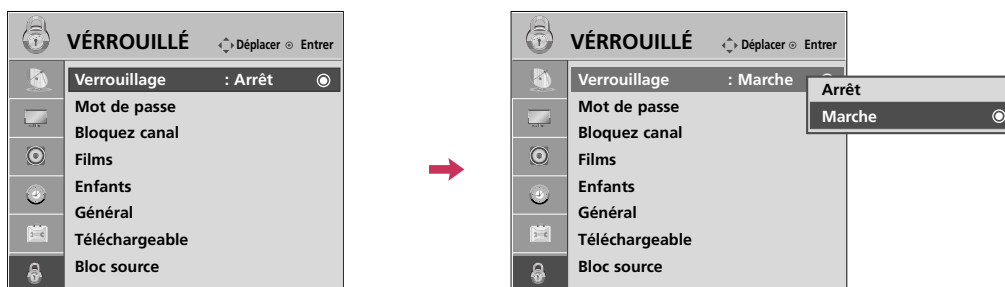 VÉRROUILLÉ Déplacer Entrer
Verrouillage : Arrêt
Mot de passe
Bloquez canal
Films
Enfants
Général
Téléchargeable
Bloc source
VÉRROUILLÉ Déplacer Entrer
Verrouillage : Marche
Mot de passe
Bloquez canal
Films
Enfants
Général
Téléchargeable
Bloc source
Arrêt
Marche